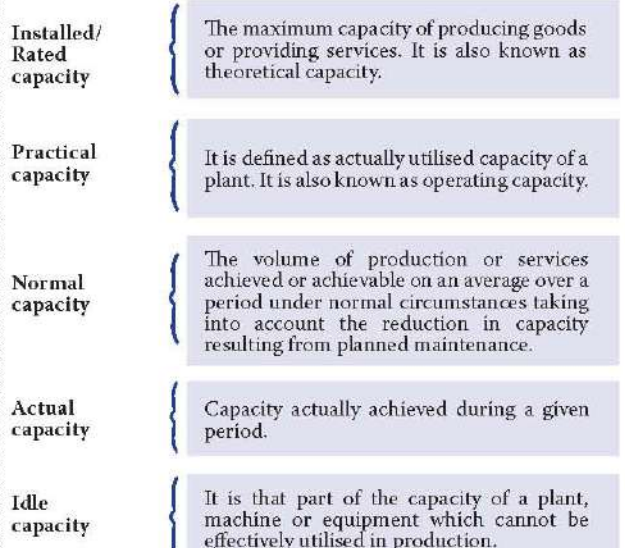 Installed/
Rated
capacity
The maximum capacity of producing goods
or providing services. It is also known as
theoretical capacity.
Practical
capacity
It is defined as actually utilised capacity of a
plant. It is also known as operating capacity.
Normal
capacity
The volume of production or services
achieved or achievable on an average over a
period under normal circumstances taking
into account the reduction in capacity
resulting from planned maintenance.
Actual
capacity
Capacity actually achieved during a given
period.
Idle
capacity
It is that part of the capacity of a plant,
machine or equipment which cannot be
effectively utilised in production.